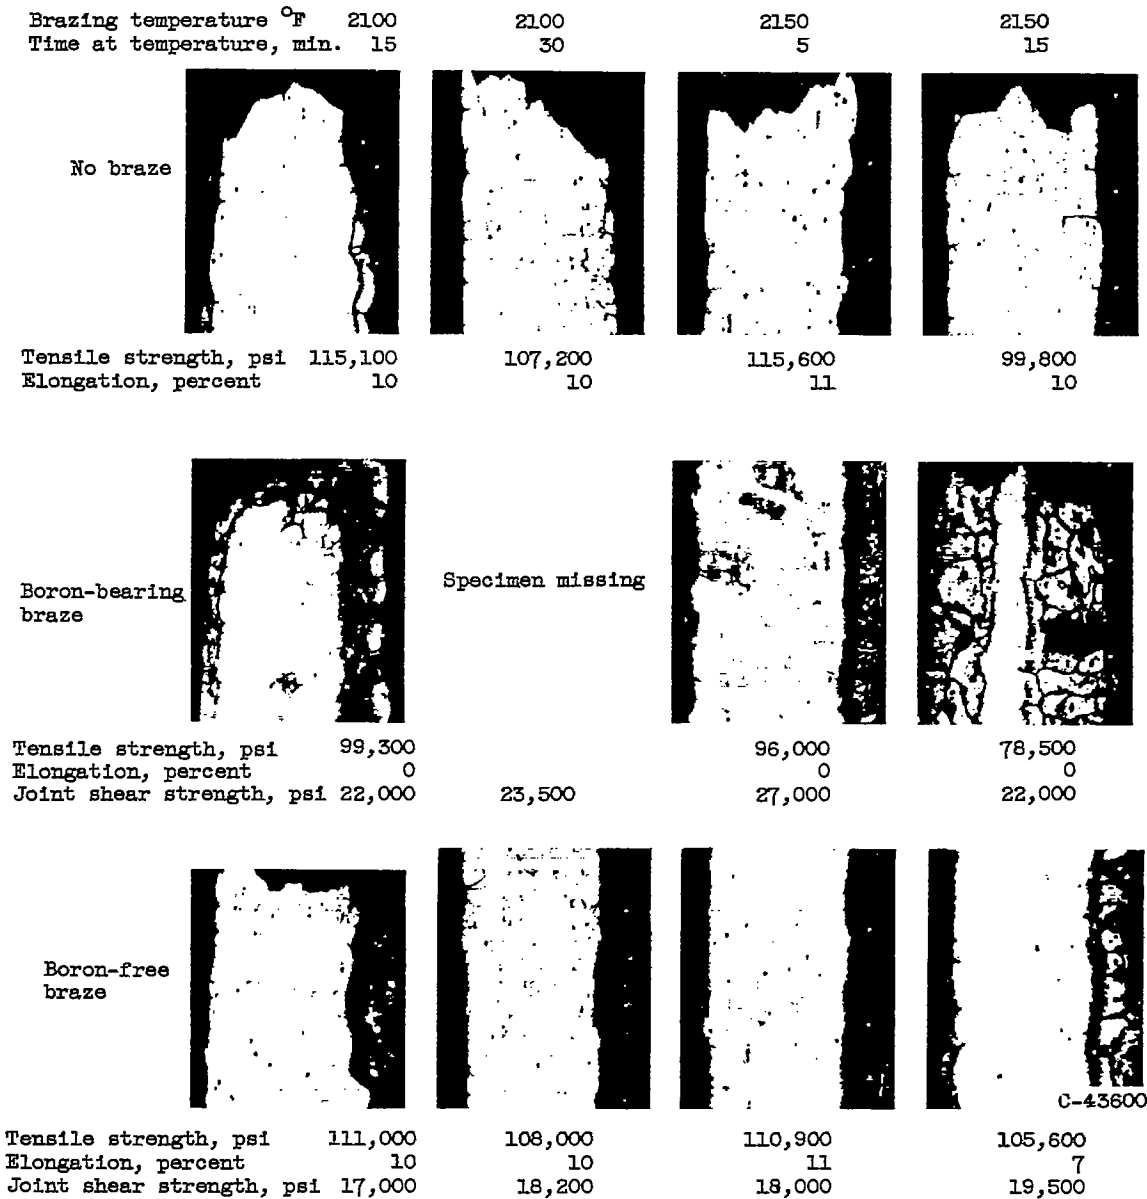 Brazing temperature °F 2100 2100 2150 2150
Time at temperature, min. 15 30 5 15
No braze
Tensile strength, psi 115,100 107,200 115,600 99,800
Elongation, percent 10 10 11 10
Boron-bearing
braze
Specimen missing
Tensile strength, psi 99,300 96,000 78,500
Elongation, percent 0 0 0
Joint shear strength, psi 22,000 23,500 27,000 22,000
Boron-free
braze
C-43600
Tensile strength, psi 111,000 108,000 110,900 105,600
Elongation, percent 10 10 11 7
Joint shear strength, psi 17,000 18,200 18,000 19,500